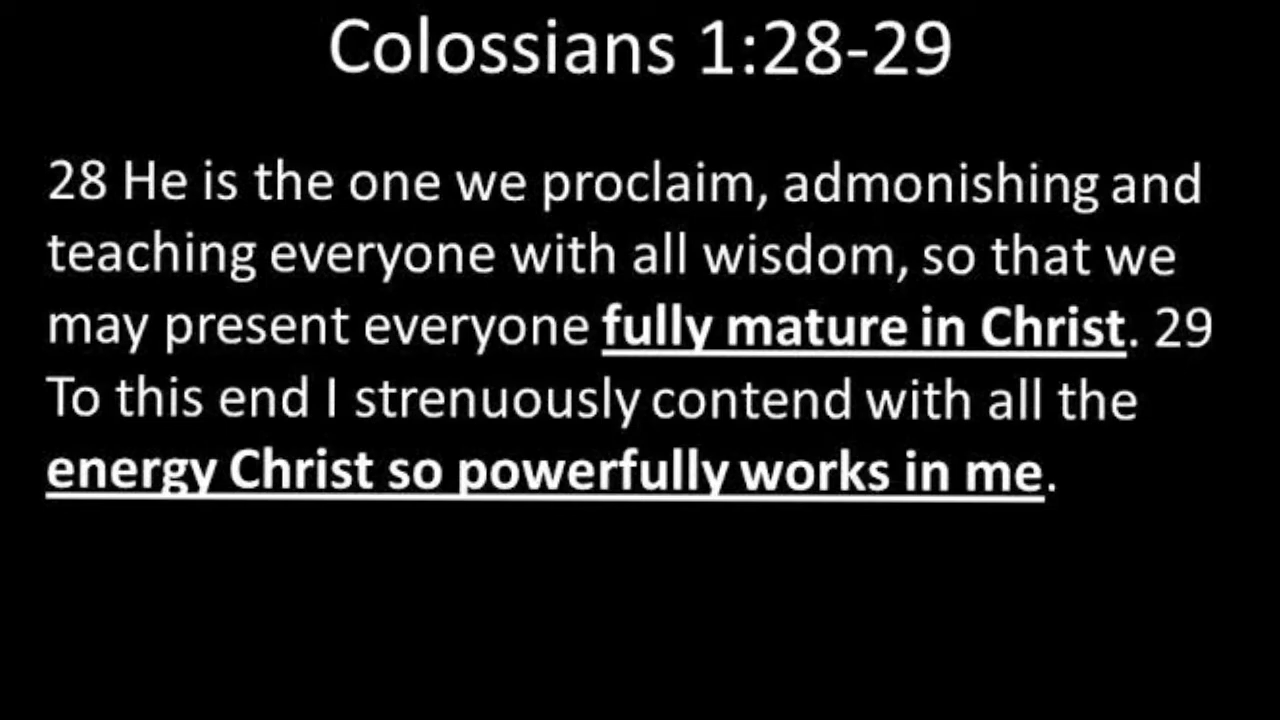 Colossians 1:28-29
28 He is the one we proclaim, admonishing and
teaching everyone with all wisdom, so that we
may present everyone fully mature in Christ. 29
To this end I strenuously contend with all the
energy Christ so powerfully works in me.